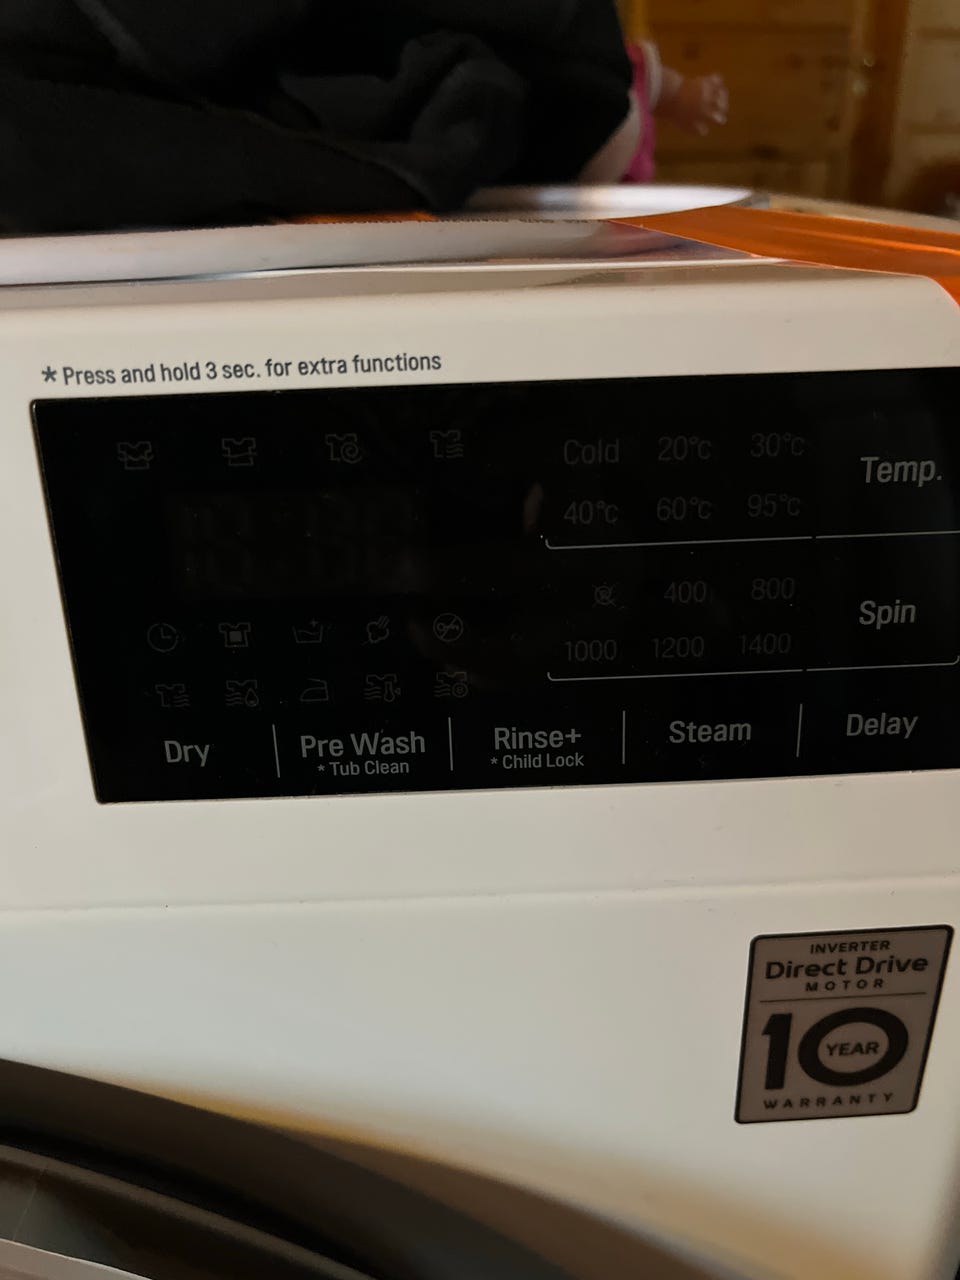 * Press and hold 3 sec. for extra functions
Cold 20°c 30°c
Temp.
40°c 60°c 95°c
400 800
Spin
1000 1200 1400
Dry
Pre Wash
* Tub Clean
Rinse+
* Child Lock
Steam
Delay
INVERTER
Direct Drive
MOTOR
10
YEAR
WARRANTY